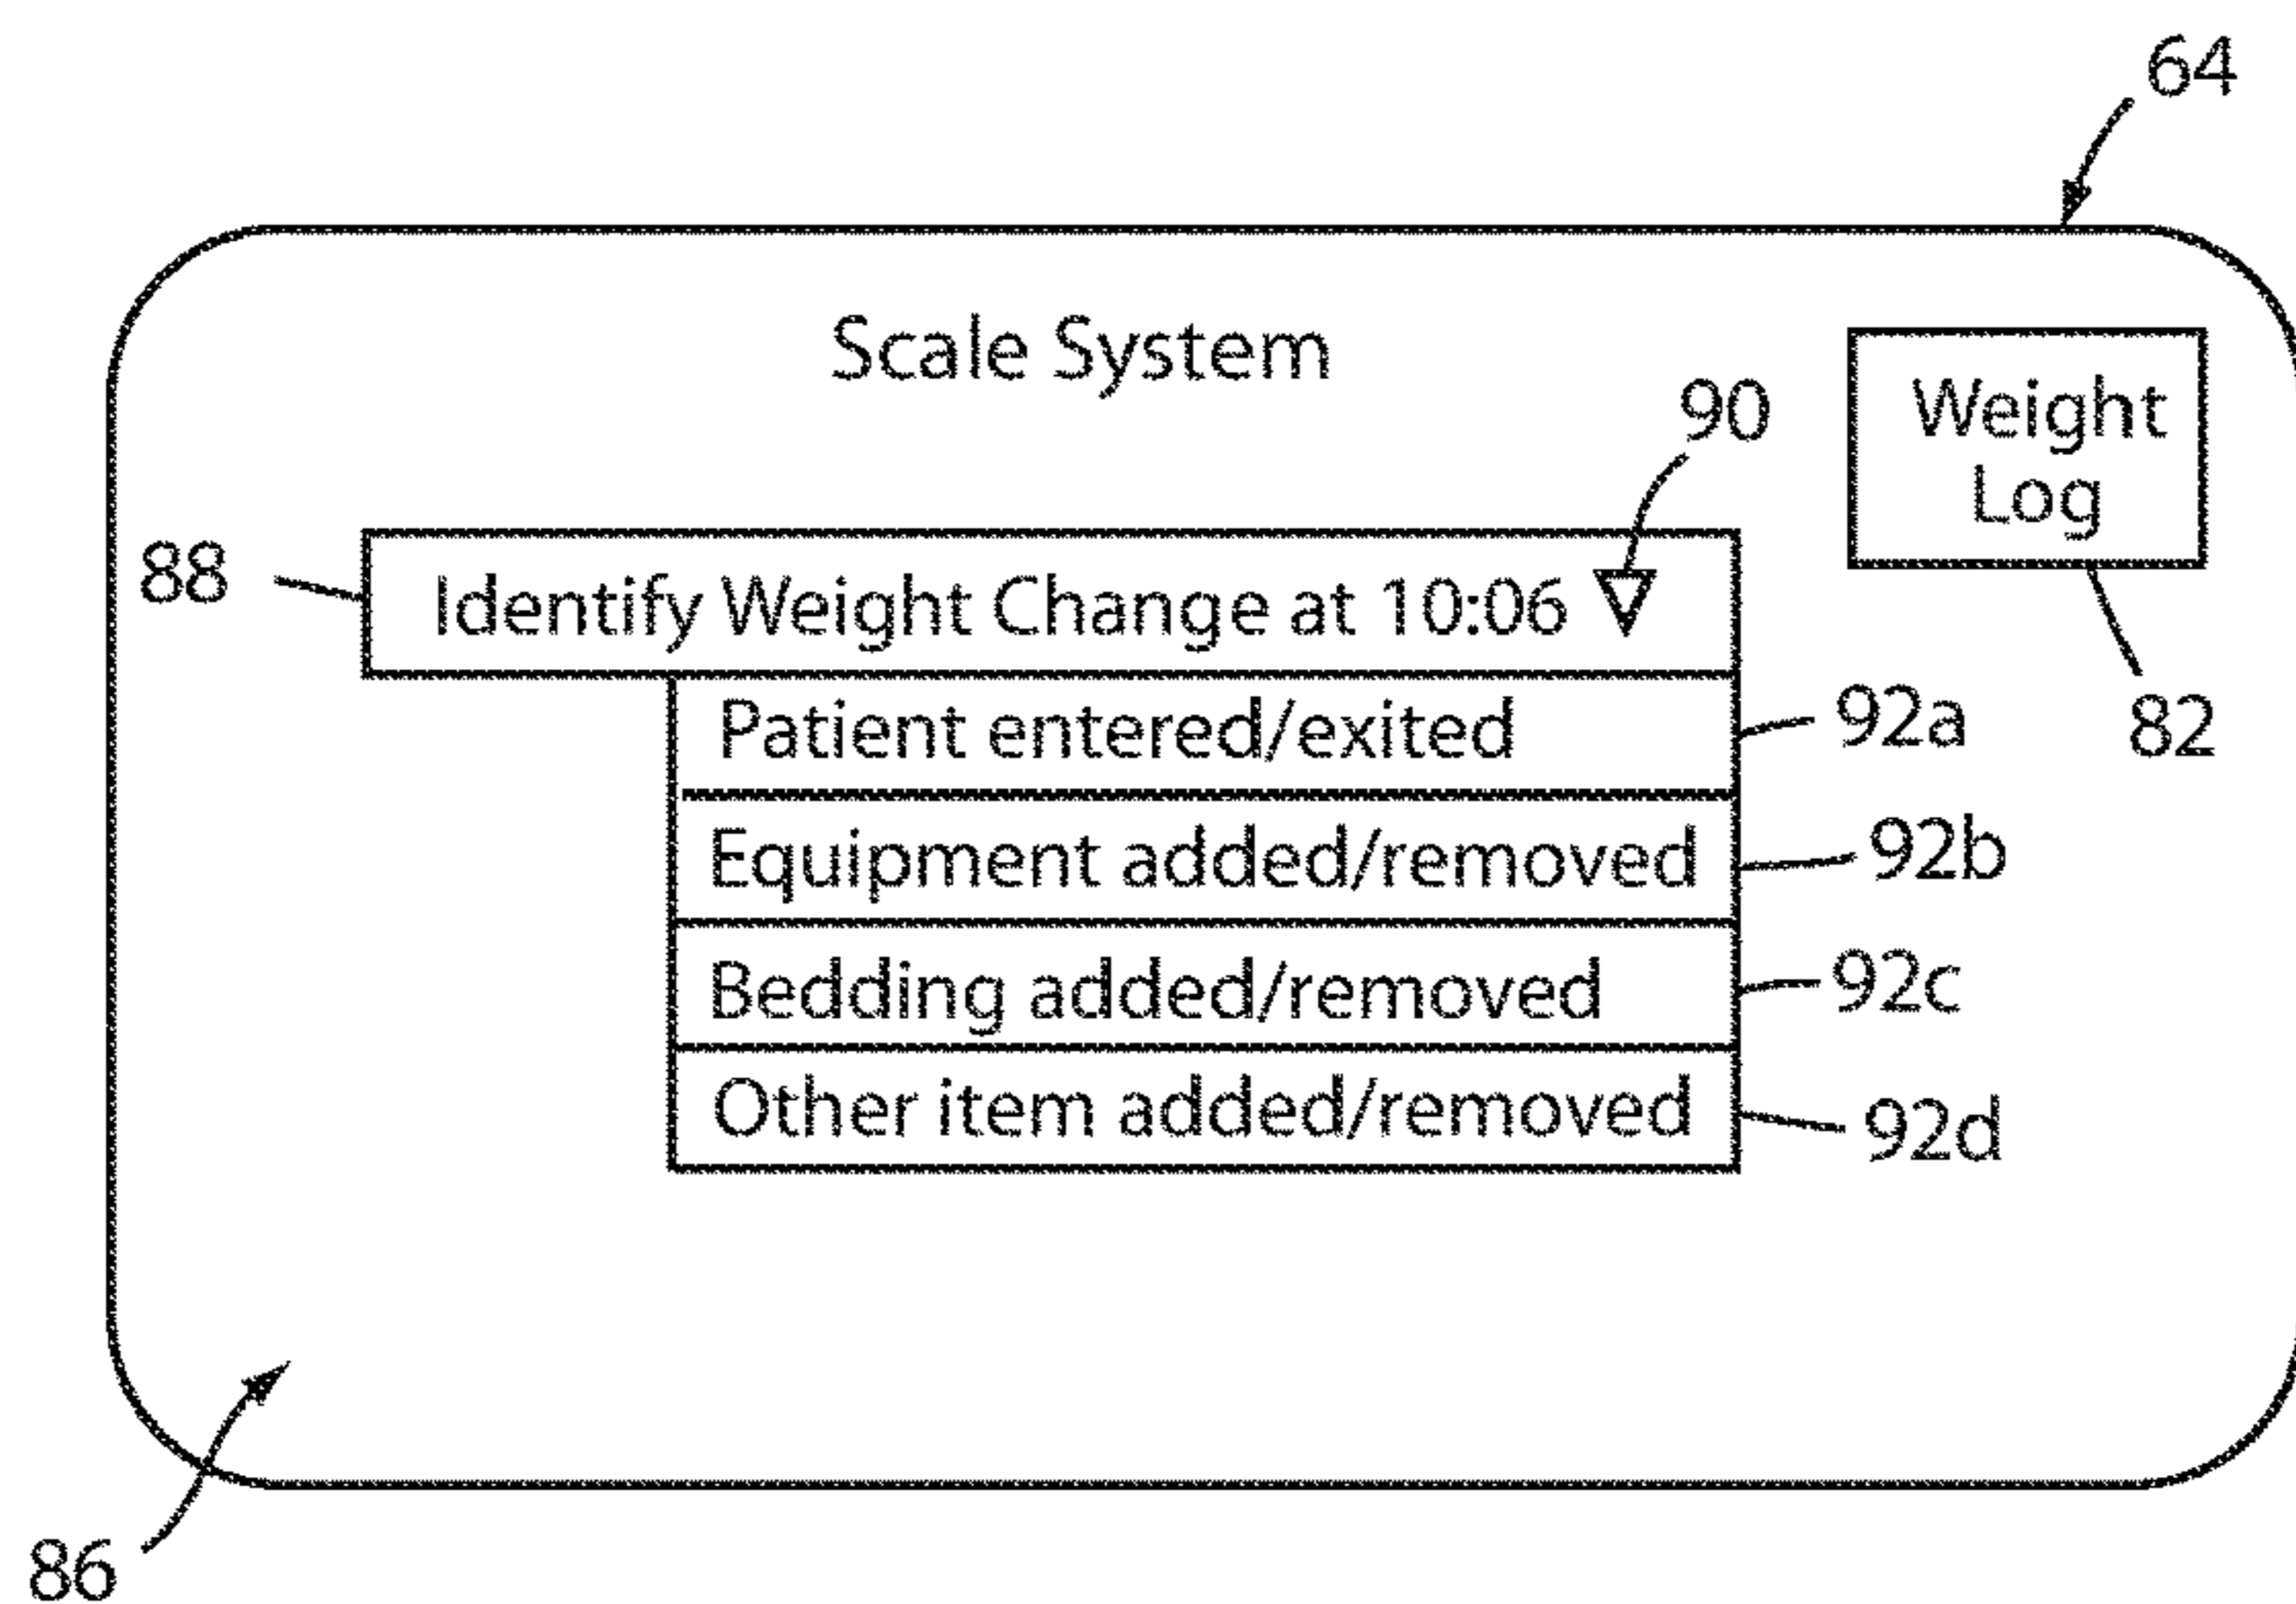 64
Scale System
90
Weight
Log
88
Identify Weight Change at 10:06
82
Patient entered/exited
92a
Equipment added/removed
92b
Bedding added/removed
92c
Other item added/removed
92d
86